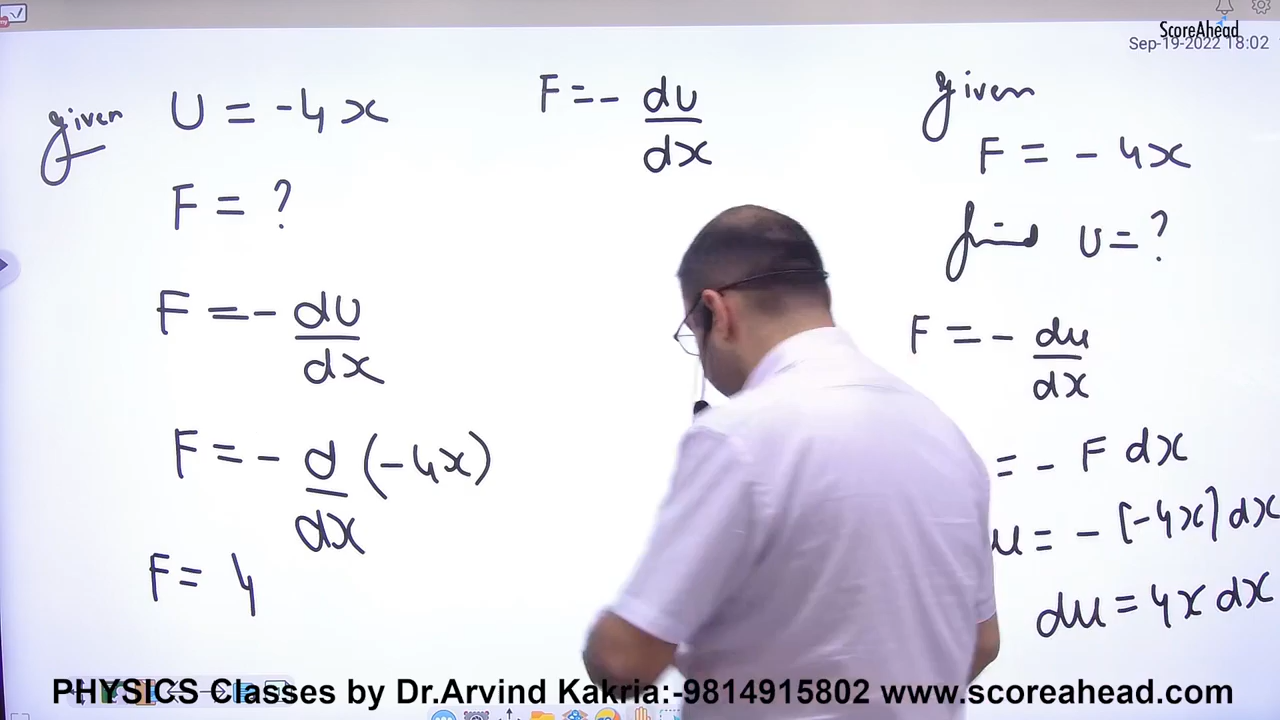 ScoreAhead
Sep-19-2022 18:02
given U = -4x
F = ?
F = - dU/dx
F = - d/dx (-4x)
F = 4
F = - dU/dx
given
F = - 4x
find U = ?
F = - du/dx
= - F dx
u = - [-4x] dx
du = 4x dx
PHYSICS Classes by Dr.Arvind Kakria:-9814915802 www.scoreahead.com